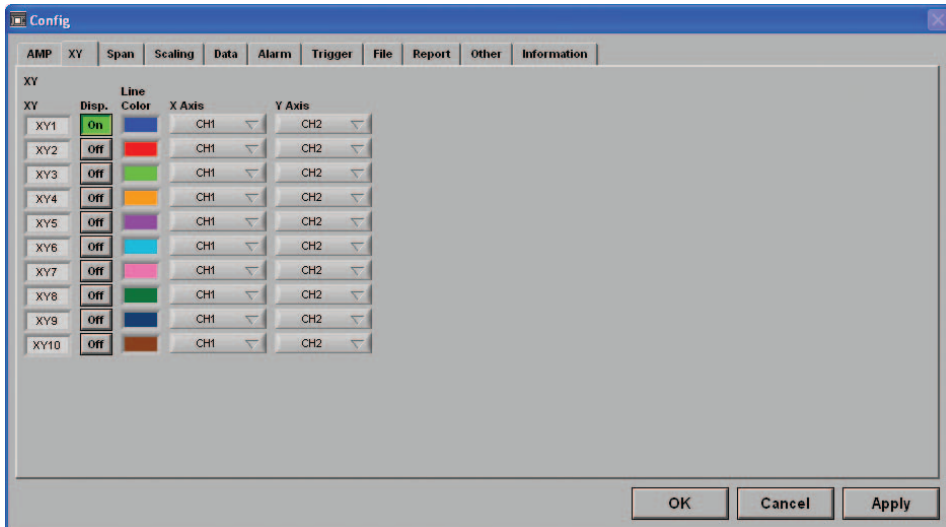 Config
AMP XY Span Scaling Data Alarm Trigger File Report Other Information
XY
Line
XY Disp. Color X Axis Y Axis
XY1 On CH1 CH2
XY2 Off CH1 CH2
XY3 Off CH1 CH2
XY4 Off CH1 CH2
XY5 Off CH1 CH2
XY6 Off CH1 CH2
XY7 Off CH1 CH2
XY8 Off CH1 CH2
XY9 Off CH1 CH2
XY10 Off CH1 CH2
OK Cancel Apply